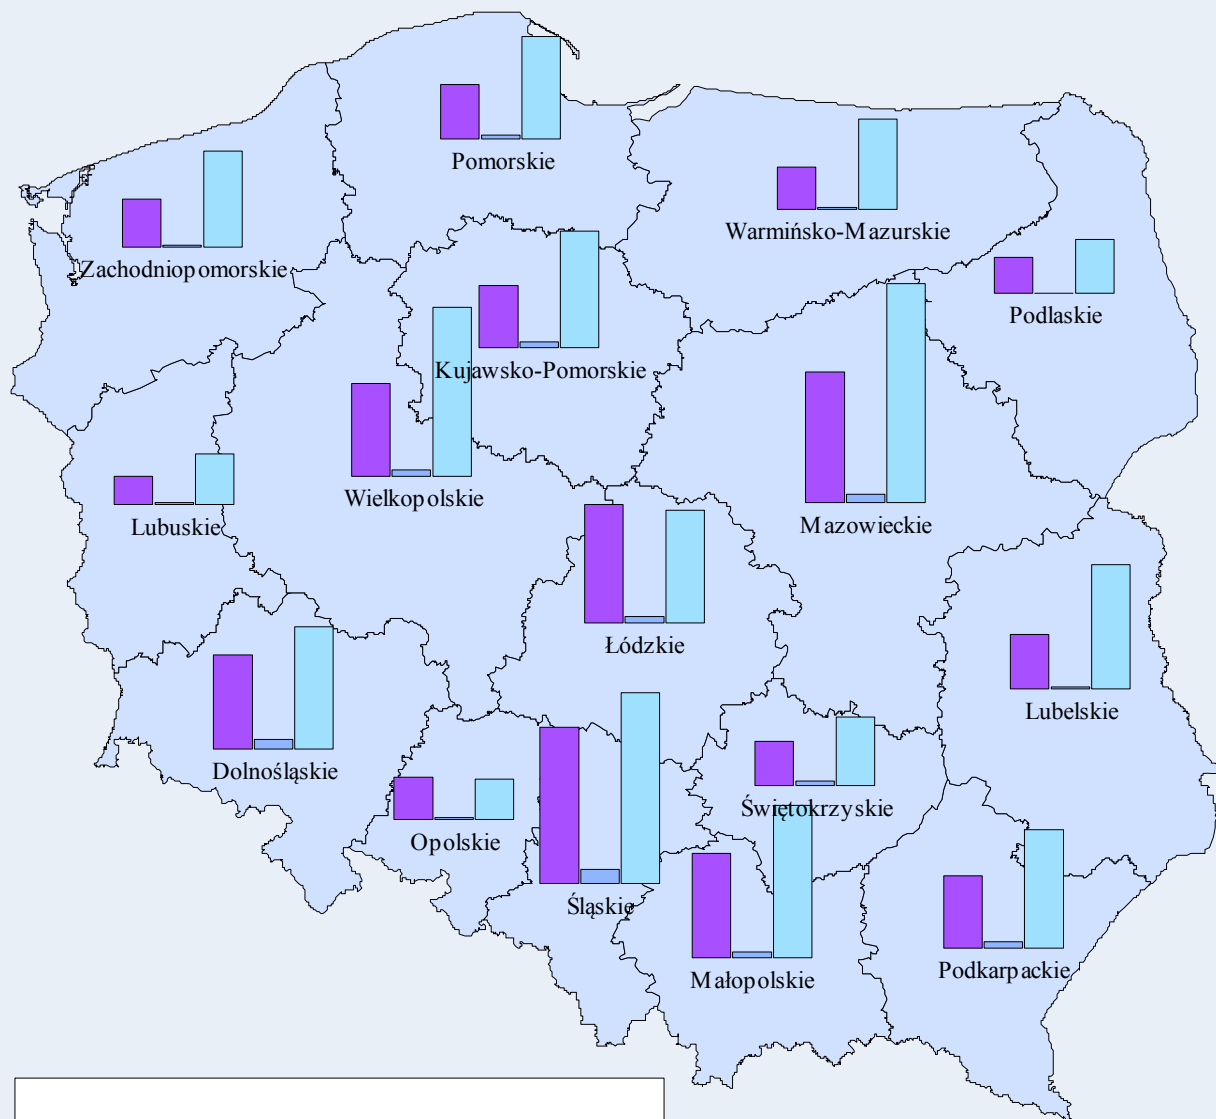 Pomorskie
Warmińsko-Mazurskie
Zachodniopomorskie
Podlaskie
Kujawsko-Pomorskie
Wielkopolskie
Mazowieckie
Lubuskie
Łódzkie
Lubelskie
Dolnośląskie
Świętokrzyskie
Opolskie
Śląskie
Podkarpackie
Małopolskie